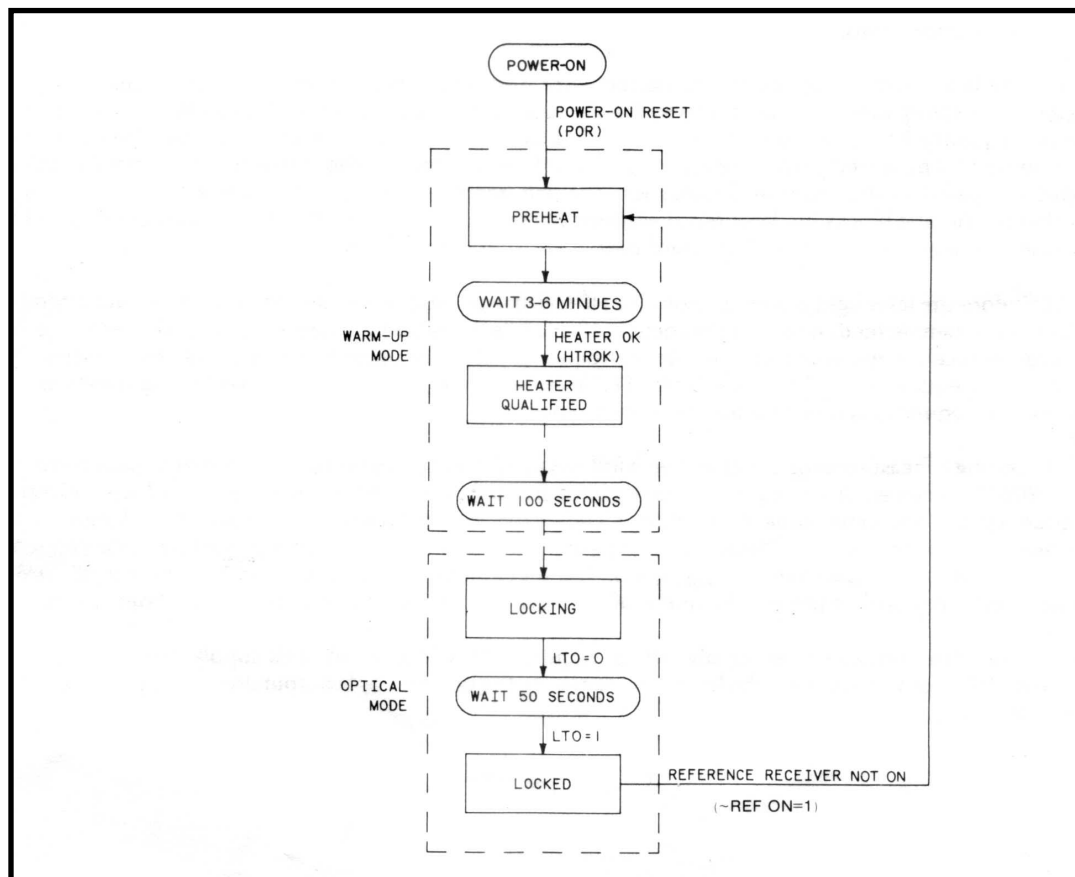 POWER-ON
POWER-ON RESET
(POR)
PREHEAT
WAIT 3-6 MINUES
WARM-UP
MODE
HEATER OK
(HTROK)
HEATER
QUALIFIED
WAIT 100 SECONDS
LOCKING
LTO=0
OPTICAL
MODE
WAIT 50 SECONDS
LTO=1
LOCKED
REFERENCE RECEIVER NOT ON
(~REF ON=1)